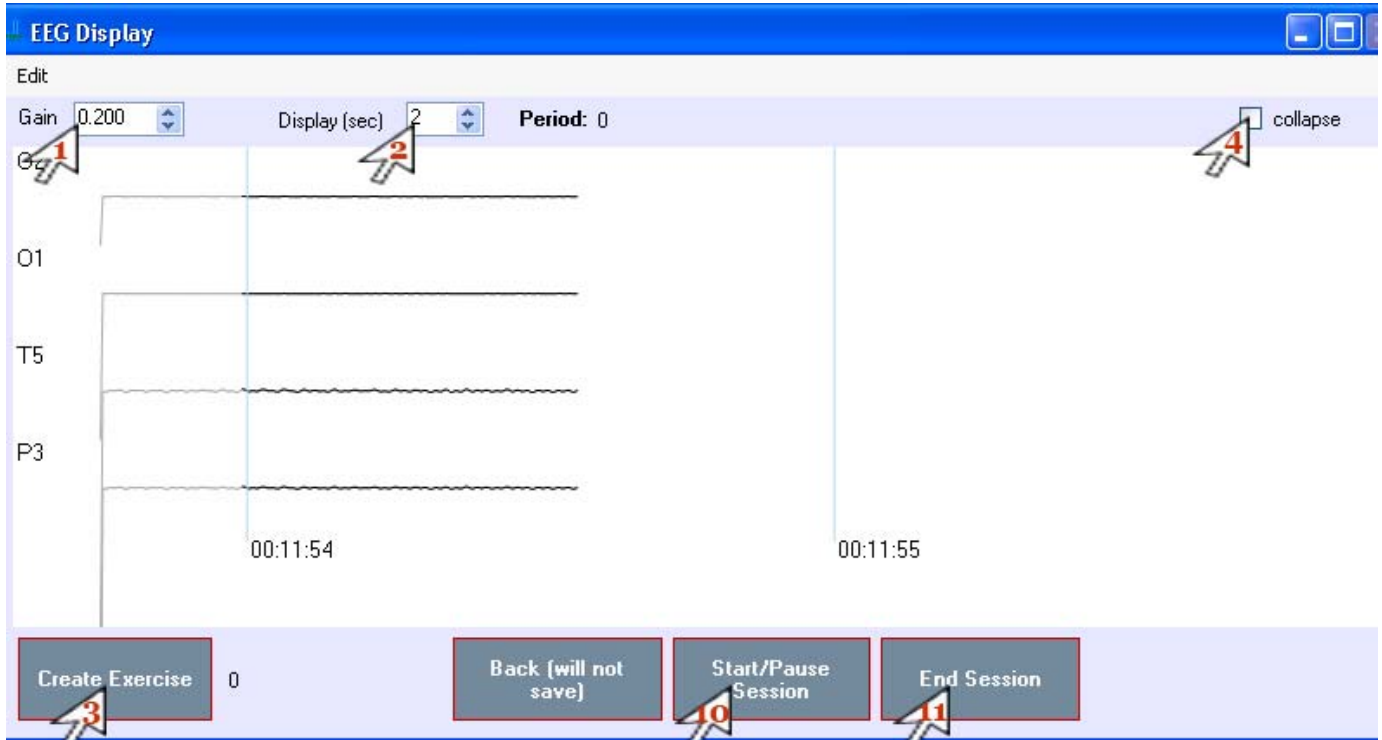 EEG Display
Edit
Gain 0.200 Display (sec) 2 Period: 0 collapse
1 2 4
O2
O1
T5
P3
00:11:54 00:11:55
Create Exercise 0 Back (will not save) Start/Pause Session End Session
3 10 11